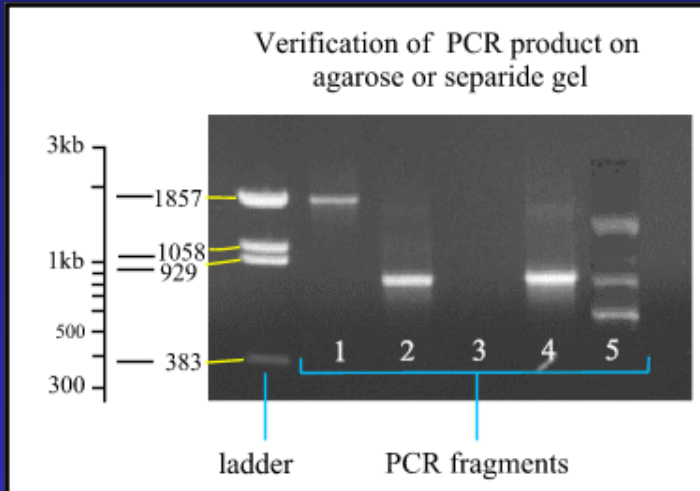 Verification of PCR product on
agarose or separide gel
3kb
1857
1058
1kb
929
500
383
300
1 2 3 4 5
ladder
PCR fragments